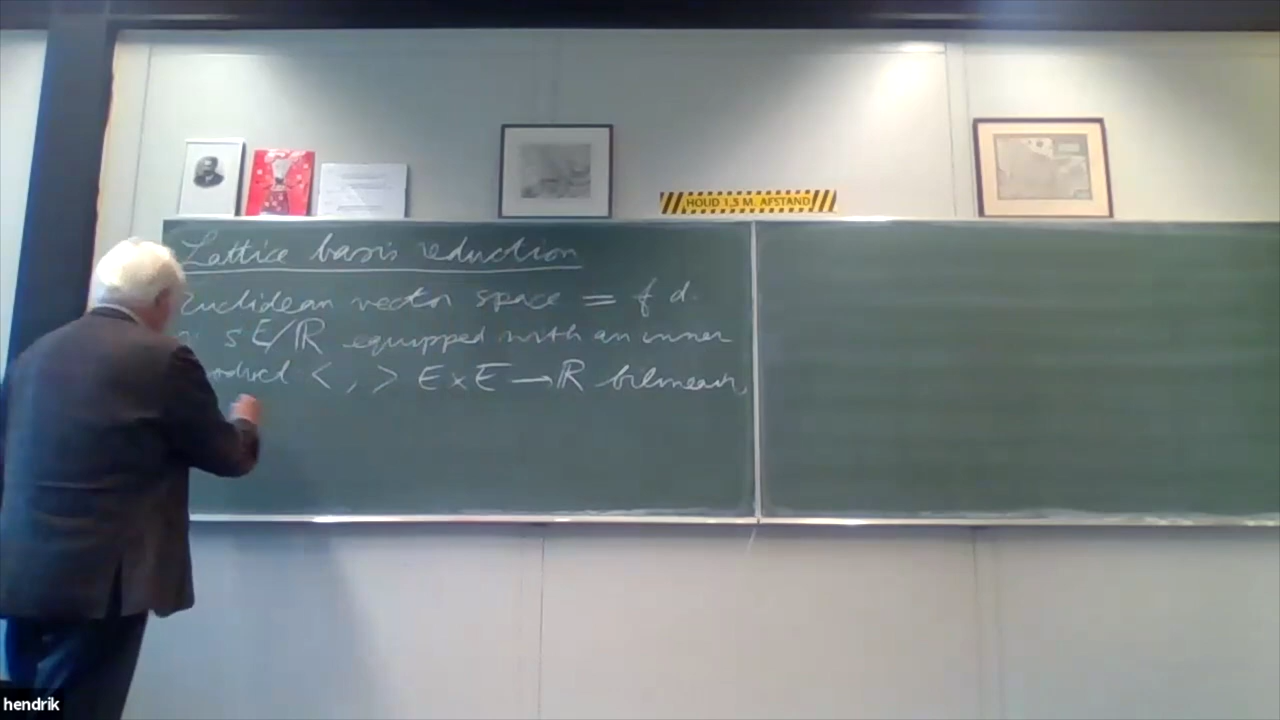 HOUD 1,5 M. AFSTAND
Lattice basis reduction
Euclidean vector space = f d.
s E/ℝ equipped with an inner
product < , > E × E → ℝ bilinear,
hendrik